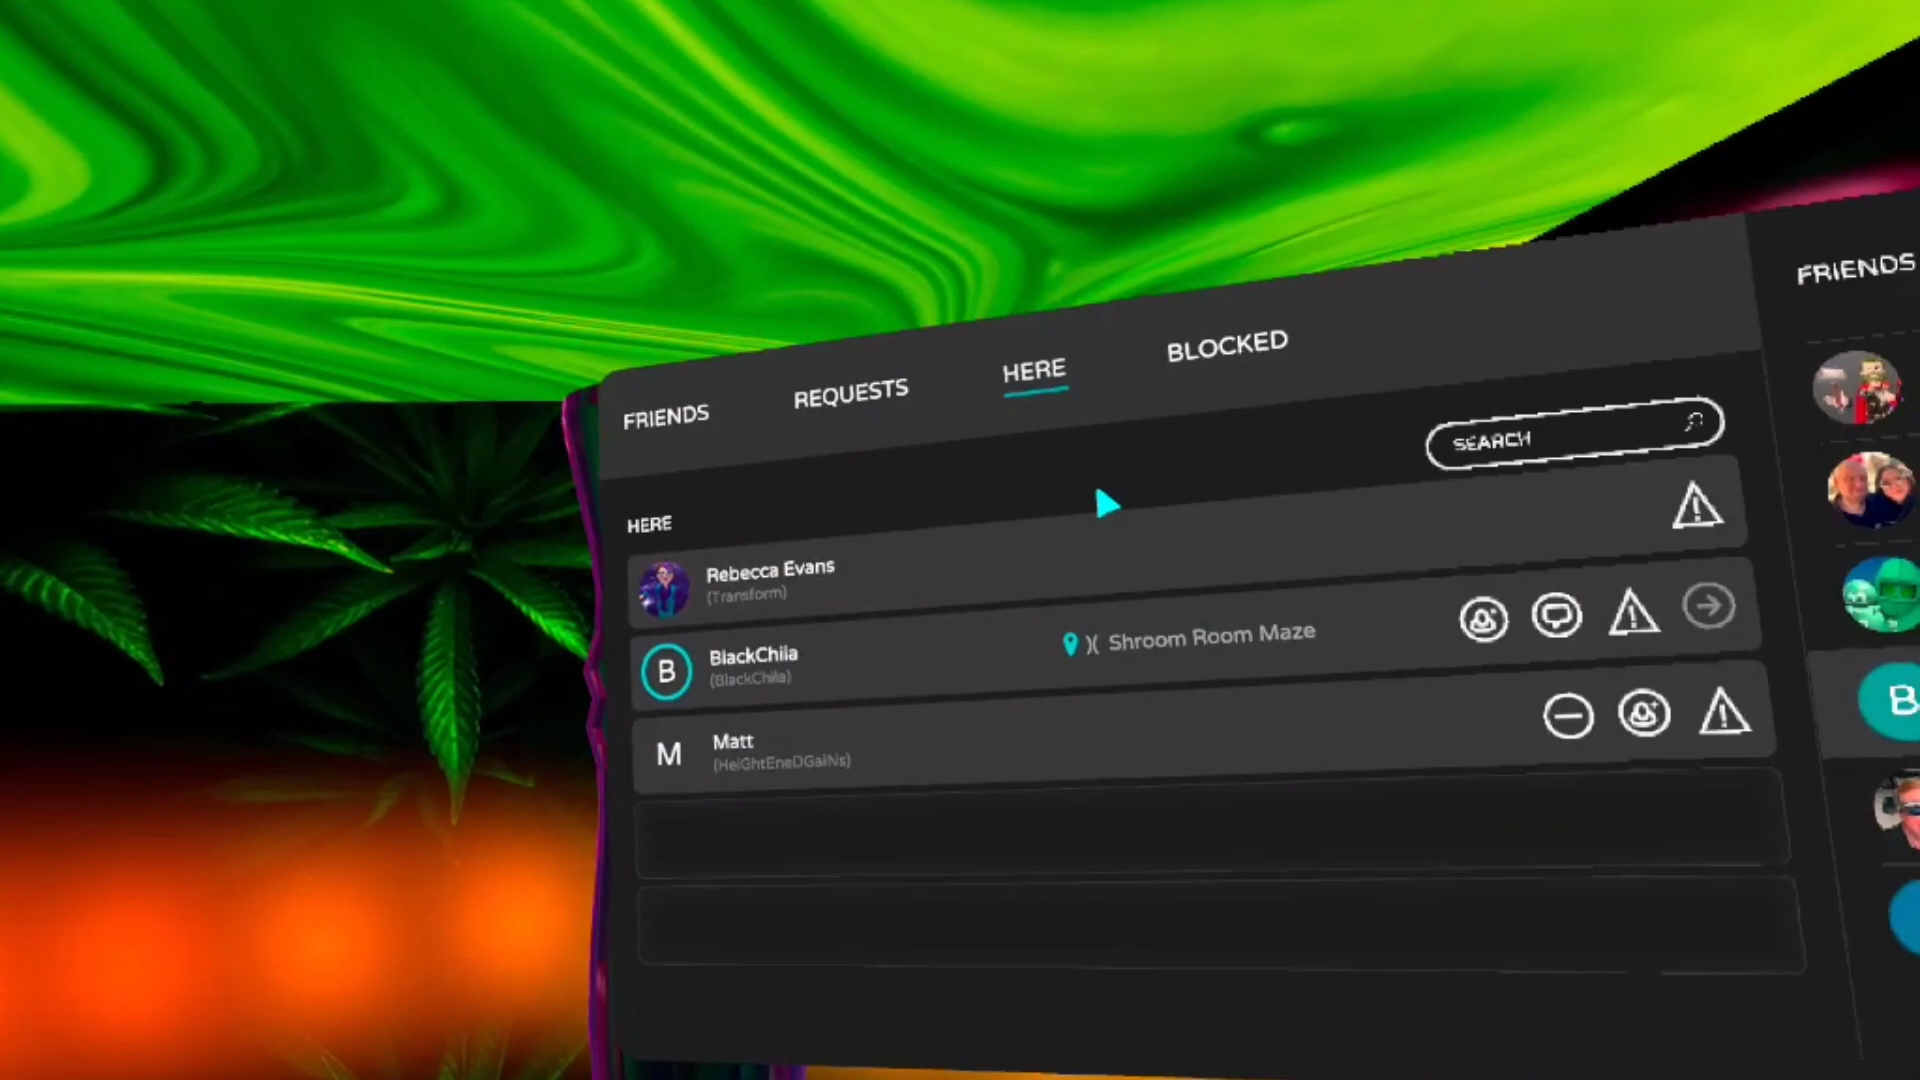 FRIENDS
REQUESTS
HERE
BLOCKED
FRIENDS
SEARCH
HERE
Rebecca Evans
(Transform)
B
BlackChila
(BlackChila)
)( Shroom Room Maze
M
Matt
(HeiGhtEneDGaiNs)
B